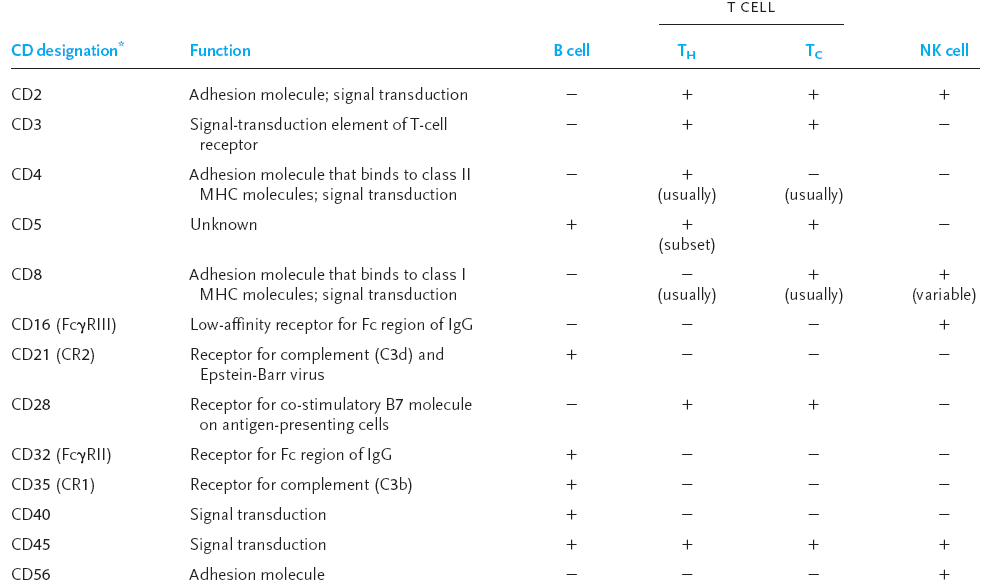 T CELL
CD designation* Function B cell TH TC NK cell
CD2 Adhesion molecule; signal transduction − + + +
CD3 Signal-transduction element of T-cell − + + −
receptor
CD4 Adhesion molecule that binds to class II − + − −
MHC molecules; signal transduction (usually) (usually)
CD5 Unknown + + + −
(subset)
CD8 Adhesion molecule that binds to class I − − + +
MHC molecules; signal transduction (usually) (usually) (variable)
CD16 (FcγRIII) Low-affinity receptor for Fc region of IgG − − − +
CD21 (CR2) Receptor for complement (C3d) and + − − −
Epstein-Barr virus
CD28 Receptor for co-stimulatory B7 molecule − + + −
on antigen-presenting cells
CD32 (FcγRII) Receptor for Fc region of IgG + − − −
CD35 (CR1) Receptor for complement (C3b) + − − −
CD40 Signal transduction + − − −
CD45 Signal transduction + + + +
CD56 Adhesion molecule − − − +